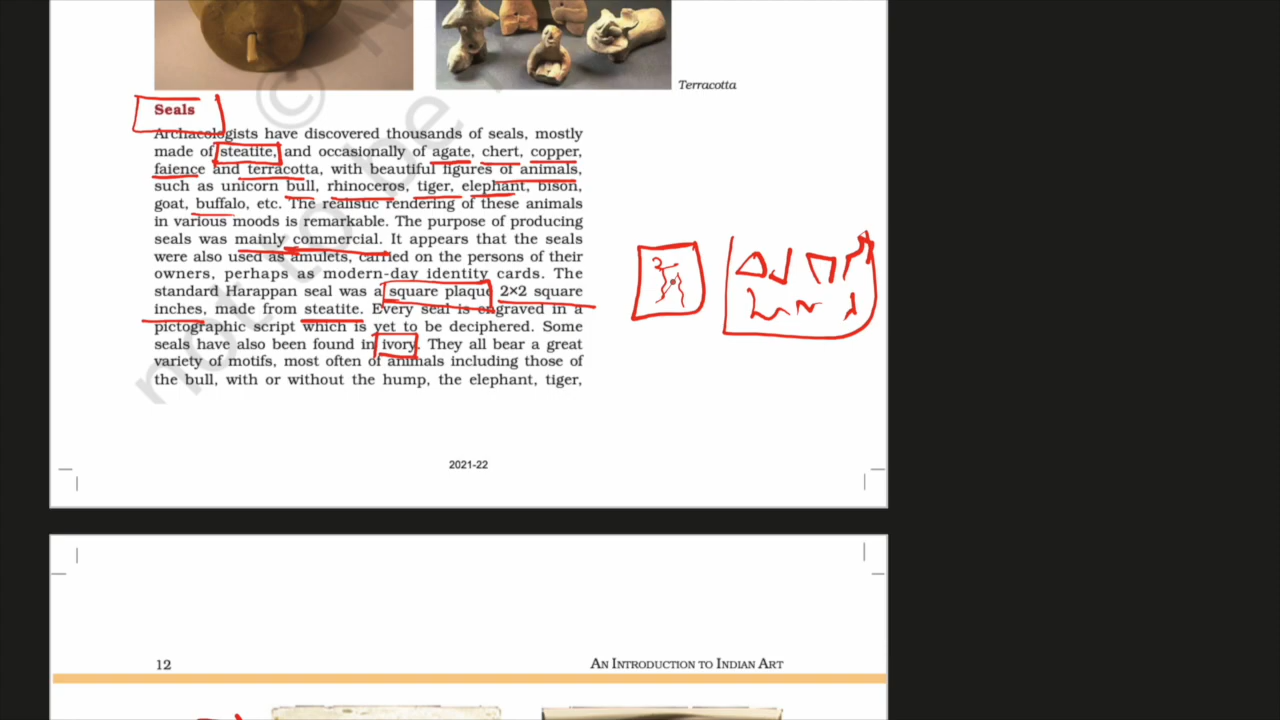 Terracotta
Seals
Archaeologists have discovered thousands of seals, mostly
made of steatite, and occasionally of agate, chert, copper,
faience and terracotta, with beautiful figures of animals,
such as unicorn bull, rhinoceros, tiger, elephant, bison,
goat, buffalo, etc. The realistic rendering of these animals
in various moods is remarkable. The purpose of producing
seals was mainly commercial. It appears that the seals
were also used as amulets, carried on the persons of their
owners, perhaps as modern-day identity cards. The
standard Harappan seal was a square plaque 2×2 square
inches, made from steatite. Every seal is engraved in a
pictographic script which is yet to be deciphered. Some
seals have also been found in ivory. They all bear a great
variety of motifs, most often of animals including those of
the bull, with or without the hump, the elephant, tiger,
not to be
2021-22
12
AN INTRODUCTION TO INDIAN ART